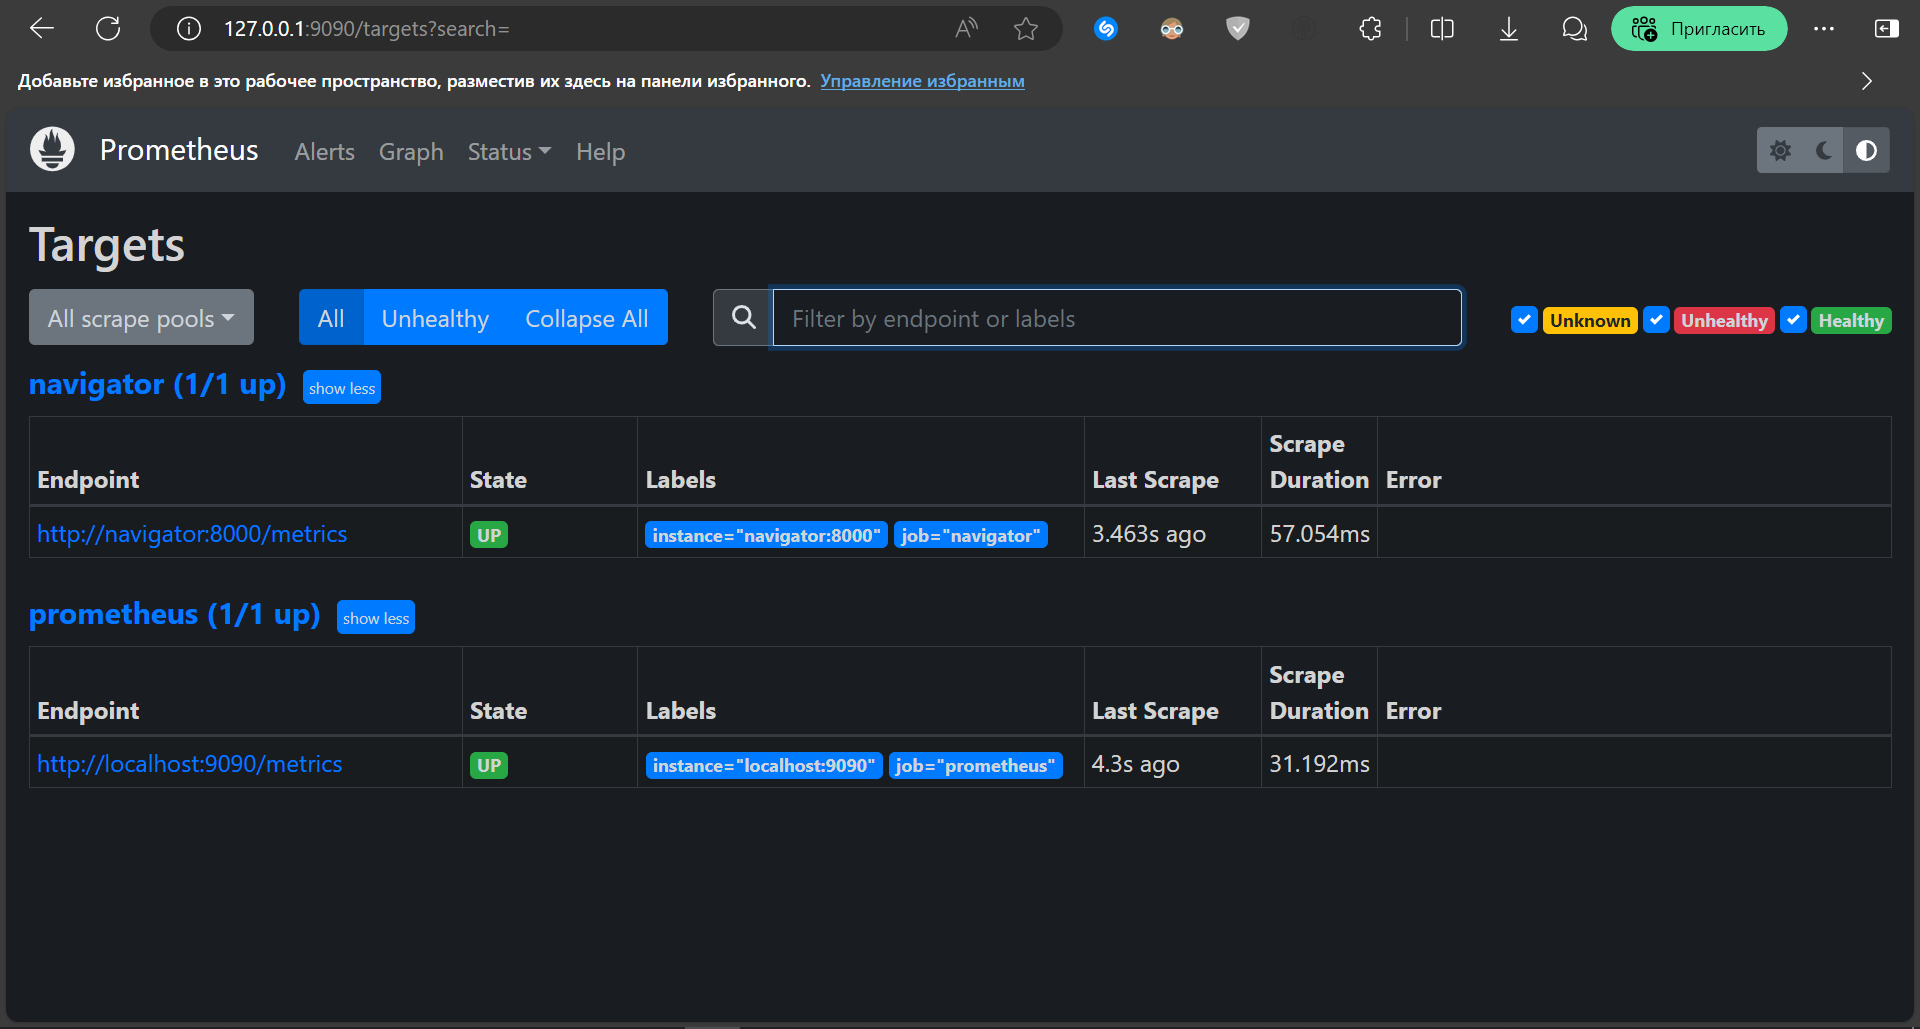 127.0.0.1:9090/targets?search=
Пригласить
Добавьте избранное в это рабочее пространство, разместив их здесь на панели избранного. Управление избранным
Prometheus Alerts Graph Status Help
Targets
All scrape pools All Unhealthy Collapse All Filter by endpoint or labels Unknown Unhealthy Healthy
navigator (1/1 up) show less
Endpoint State Labels Last Scrape Scrape Duration Error
http://navigator:8000/metrics UP instance="navigator:8000" job="navigator" 3.463s ago 57.054ms
prometheus (1/1 up) show less
Endpoint State Labels Last Scrape Scrape Duration Error
http://localhost:9090/metrics UP instance="localhost:9090" job="prometheus" 4.3s ago 31.192ms